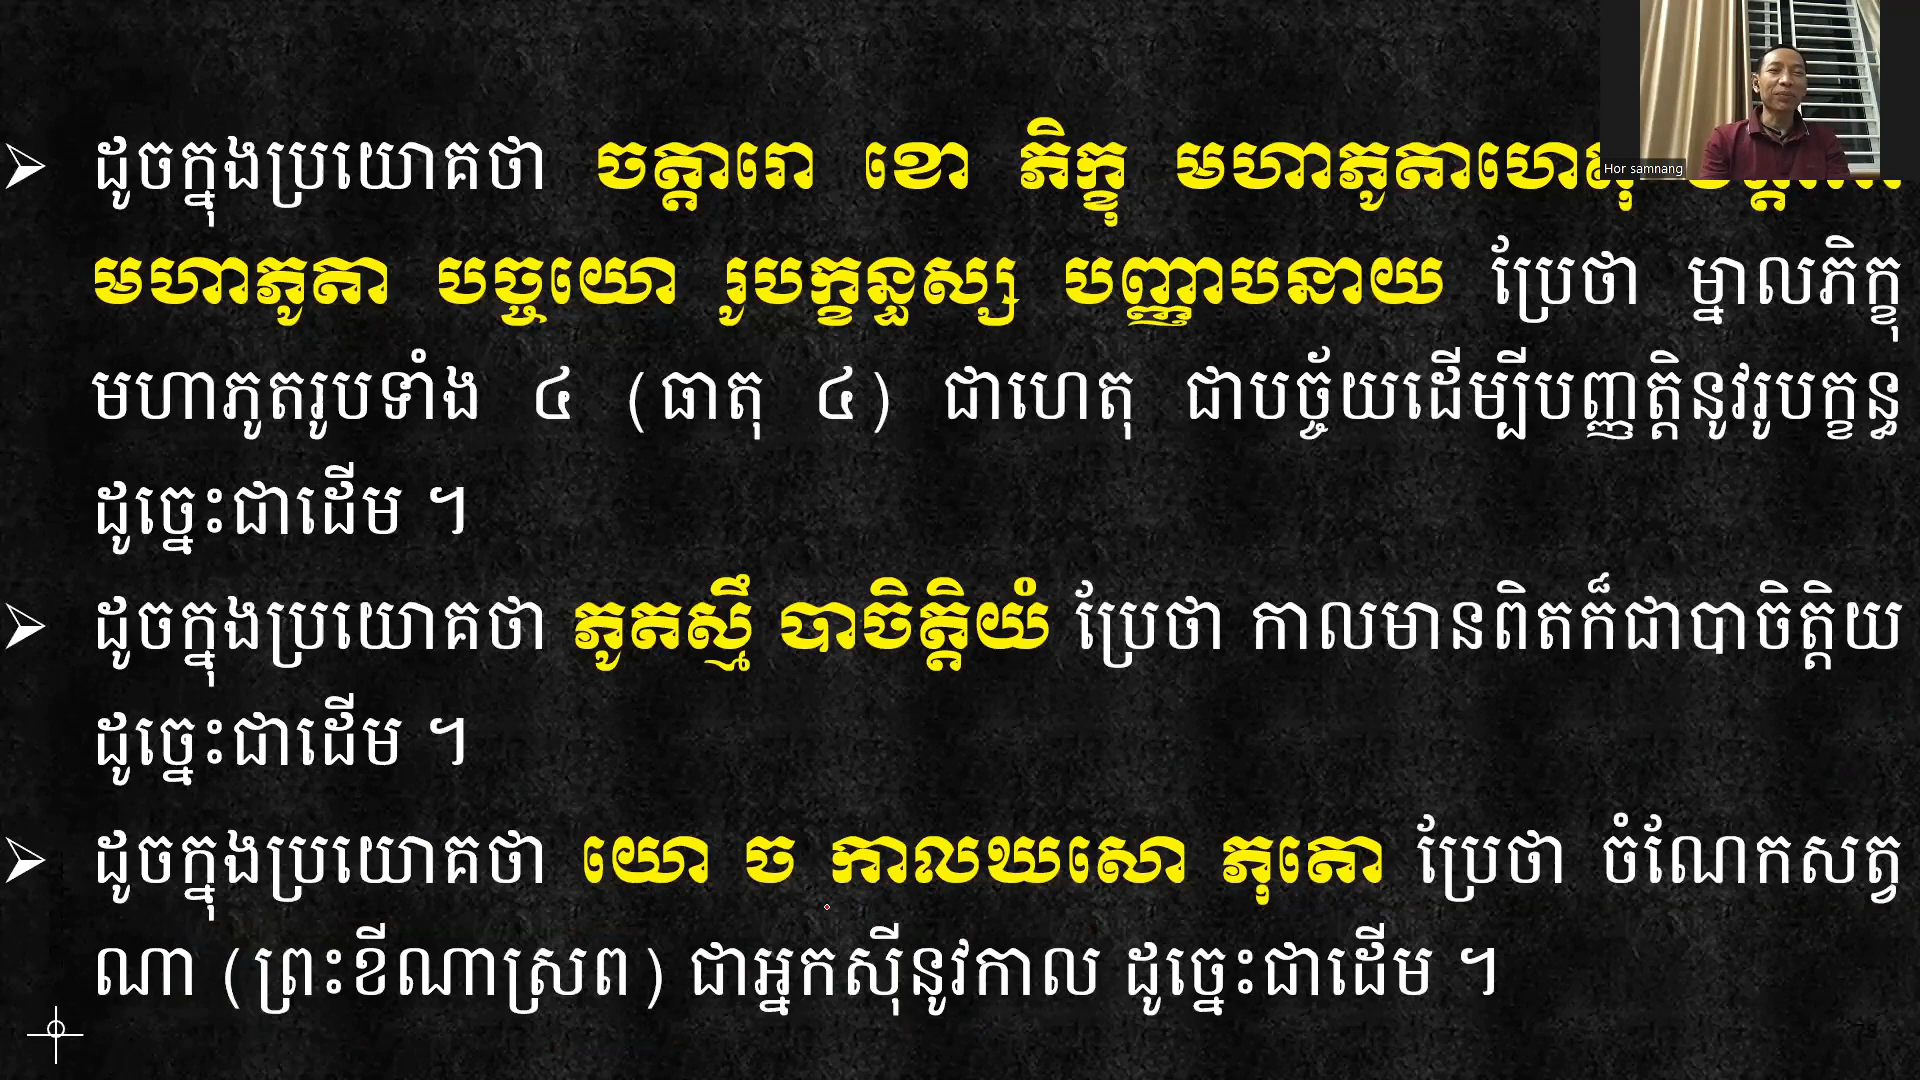 Hor samnang
➢ ដូចក្នុងប្រយោគថា ចត្តារោ ខោ ភិក្ខុ មហាភូតាហេតុ ចត្តារោ
មហាភូតា បច្ចយោ រូបក្ខន្ធស្ស បញ្ញាបនាយ ប្រែថា ម្នាលភិក្ខុ
មហាភូតរូបទាំង ៤ (ធាតុ ៤) ជាហេតុ ជាបច្ច័យដើម្បីបញ្ញត្តិនូវរូបក្ខន្ធ
ដូច្នេះជាដើម ។
➢ ដូចក្នុងប្រយោគថា ភូតស្មឹ បាចិត្តិយំ ប្រែថា កាលមានពិតក៏ជាបាចិត្តិយ
ដូច្នេះជាដើម ។
➢ ដូចក្នុងប្រយោគថា យោ ច កាលឃសោ ភុតោ ប្រែថា ចំណែកសត្វ
ណា (ព្រះខីណាស្រព) ជាអ្នកស៊ីនូវកាល ដូច្នេះជាដើម ។